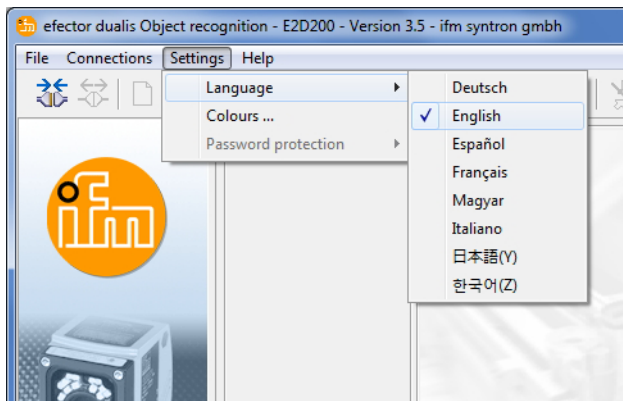 efector dualis Object recognition - E2D200 - Version 3.5 - ifm syntron gmbh
File Connections Settings Help
Language
Colours ...
Password protection
Deutsch
English
Español
Français
Magyar
Italiano
日本語(Y)
한국어(Z)
ifm